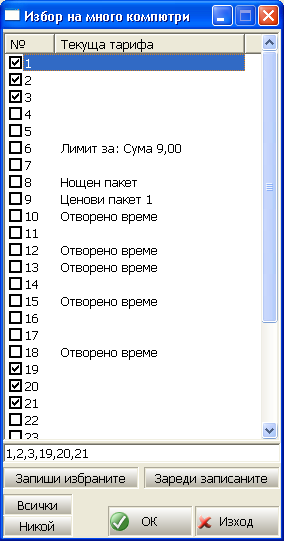 Избор на много компютри
№ Текуща тарифа
1
2
3
4
5
6 Лимит за: Сума 9,00
7
8 Нощен пакет
9 Ценови пакет 1
10 Отворено време
11
12 Отворено време
13 Отворено време
14
15 Отворено време
16
17
18 Отворено време
19
20
21
22
23
1,2,3,19,20,21
Запиши избраните Зареди записаните
Всички
Никой OK Изход